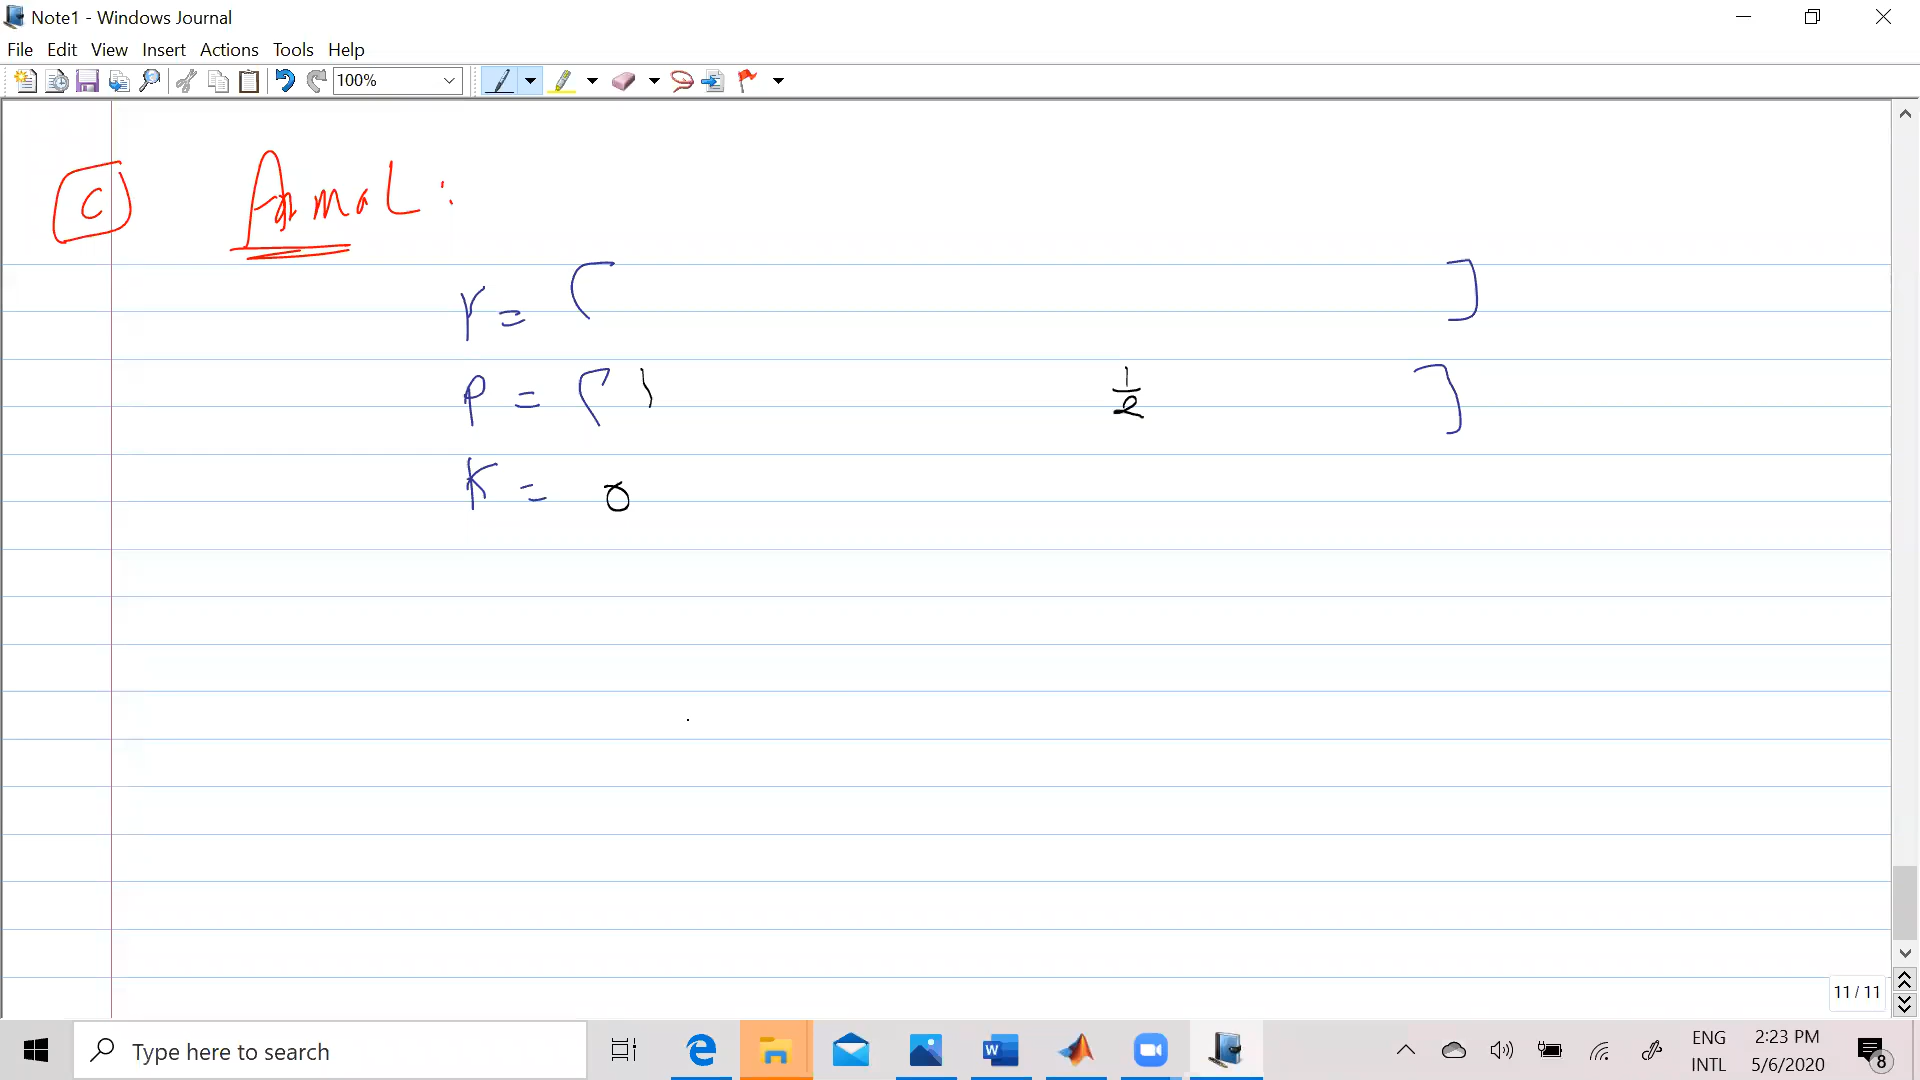 Note1 - Windows Journal
File Edit View Insert Actions Tools Help
100%
C
r = [ ]
P = [ 1 1/2 ]
K = 0
11 / 11
Type here to search
ENG
INTL
2:23 PM
5/6/2020
8